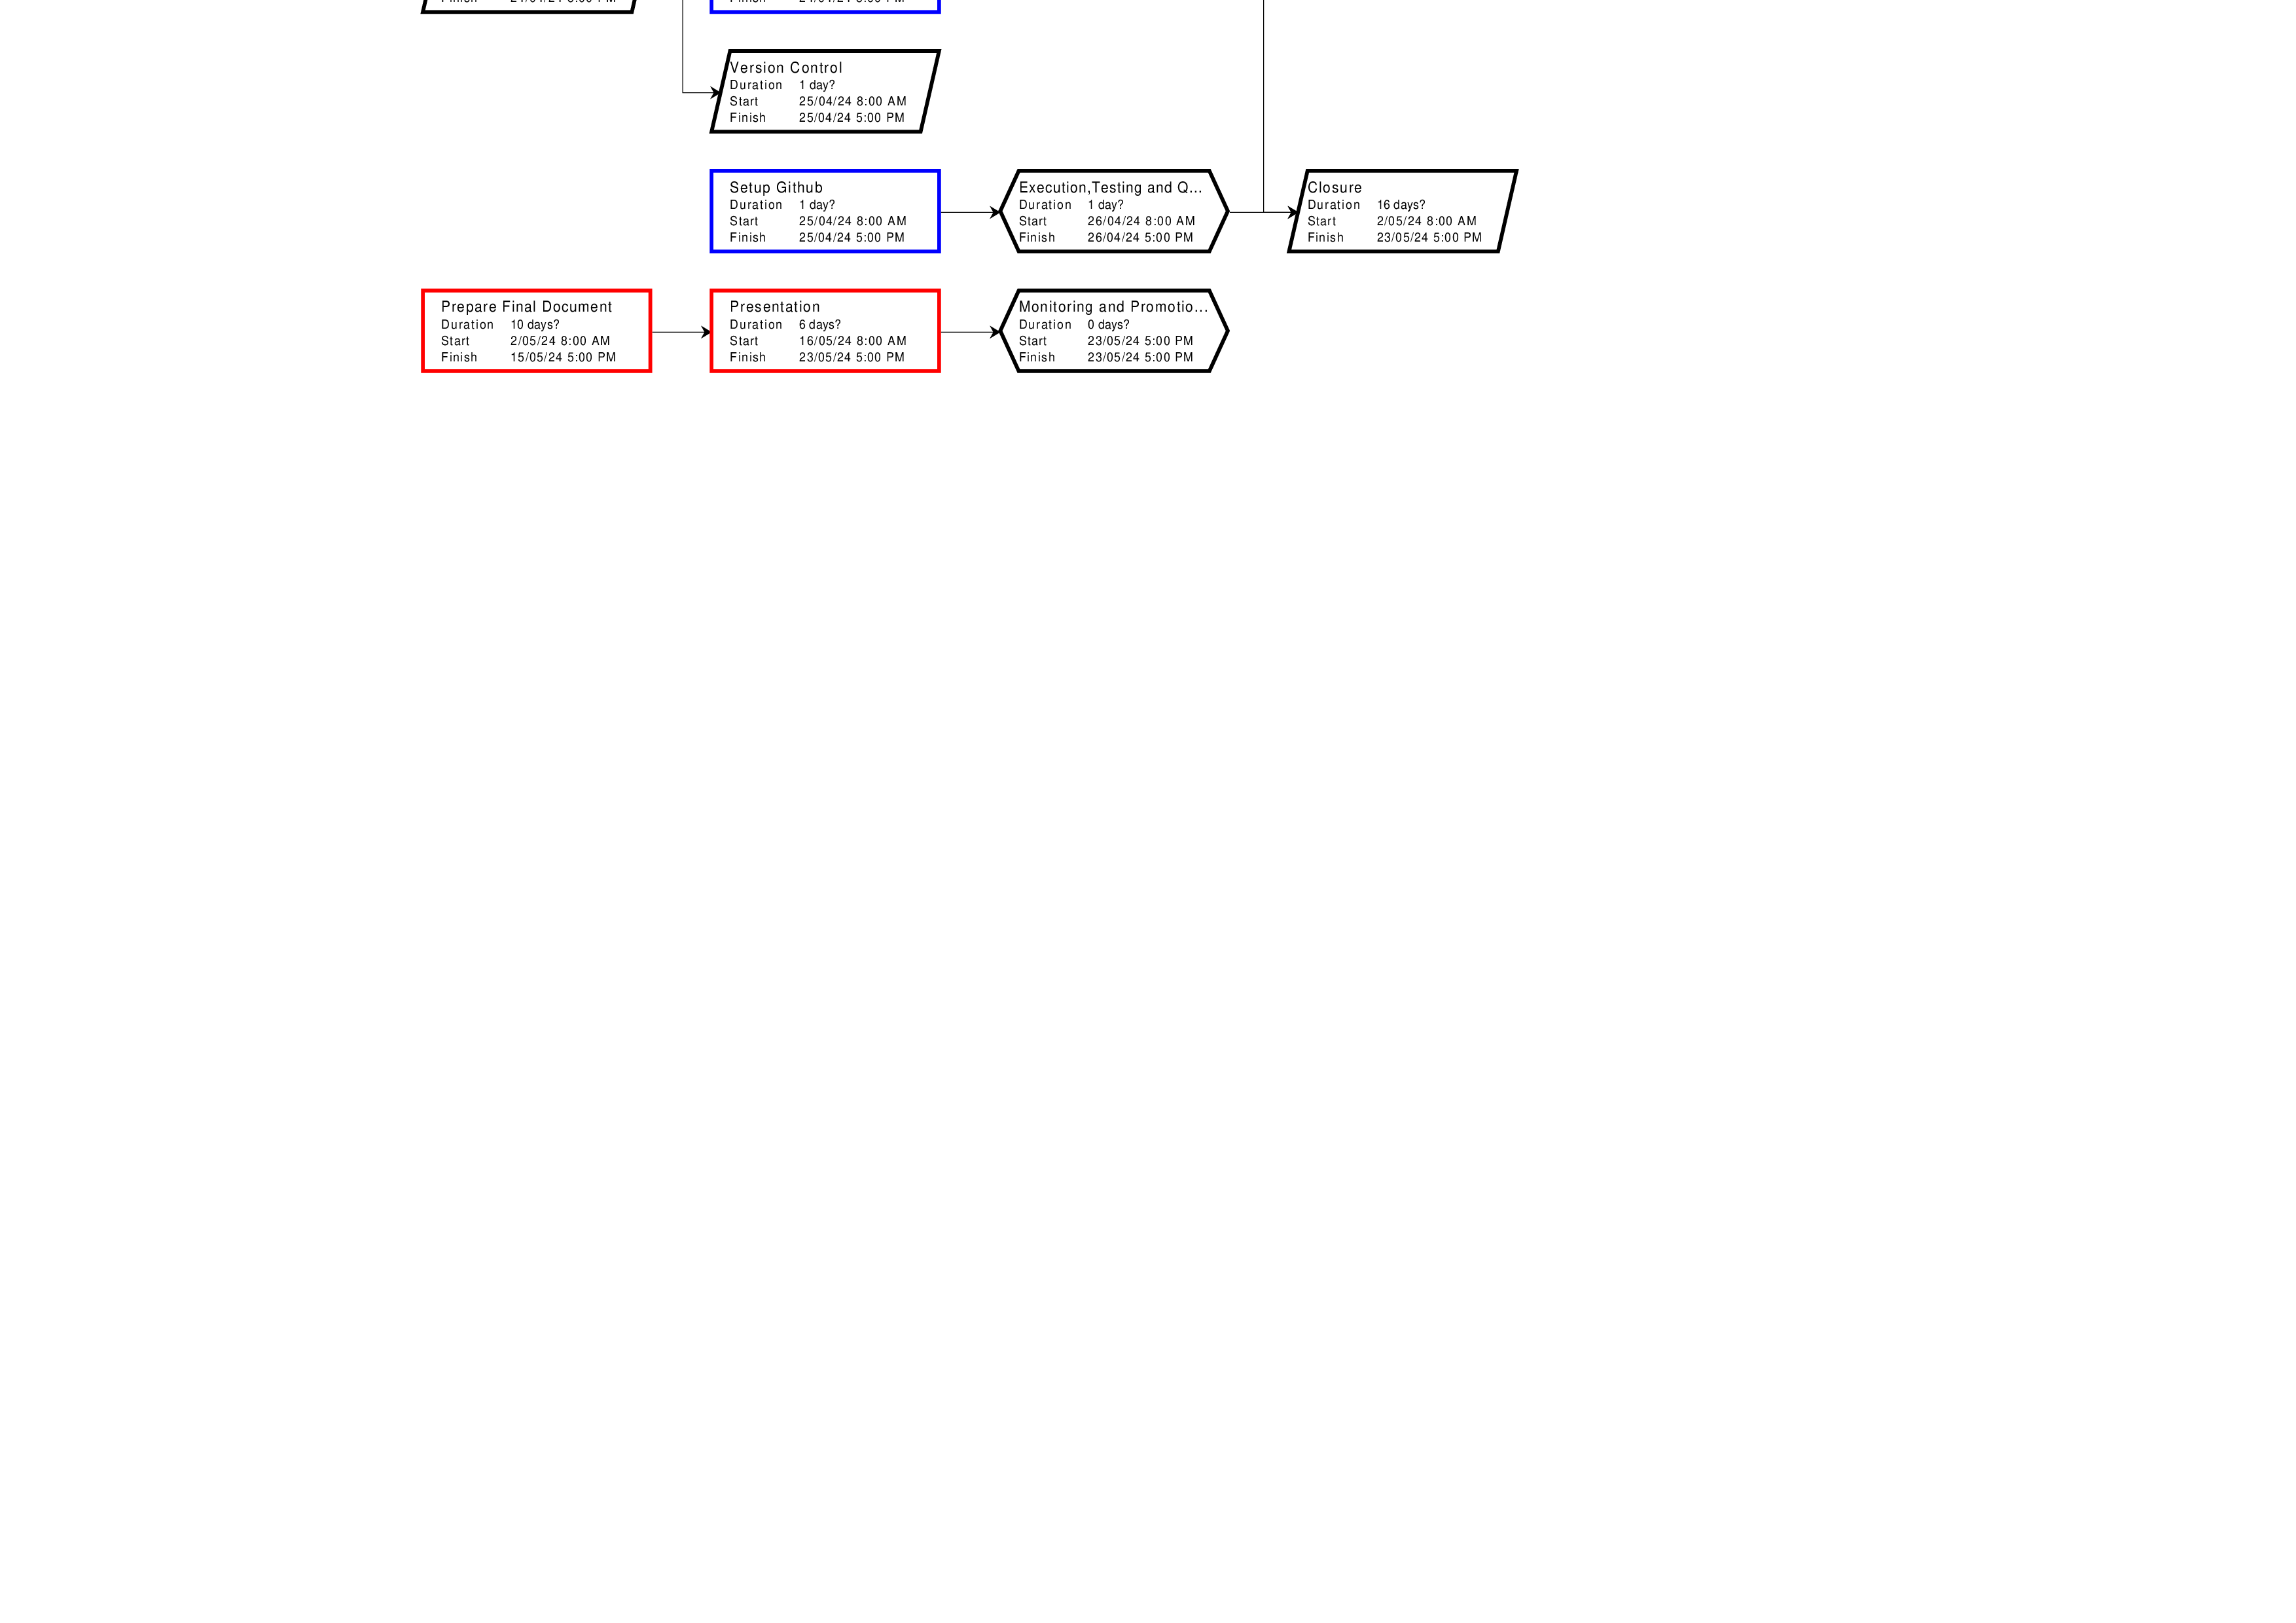 Version Control
Duration 1 day?
Start 25/04/24 8:00 AM
Finish 25/04/24 5:00 PM
Setup Github
Duration 1 day?
Start 25/04/24 8:00 AM
Finish 25/04/24 5:00 PM
Execution,Testing and Q...
Duration 1 day?
Start 26/04/24 8:00 AM
Finish 26/04/24 5:00 PM
Closure
Duration 16 days?
Start 2/05/24 8:00 AM
Finish 23/05/24 5:00 PM
Prepare Final Document
Duration 10 days?
Start 2/05/24 8:00 AM
Finish 15/05/24 5:00 PM
Presentation
Duration 6 days?
Start 16/05/24 8:00 AM
Finish 23/05/24 5:00 PM
Monitoring and Promotio...
Duration 0 days?
Start 23/05/24 5:00 PM
Finish 23/05/24 5:00 PM